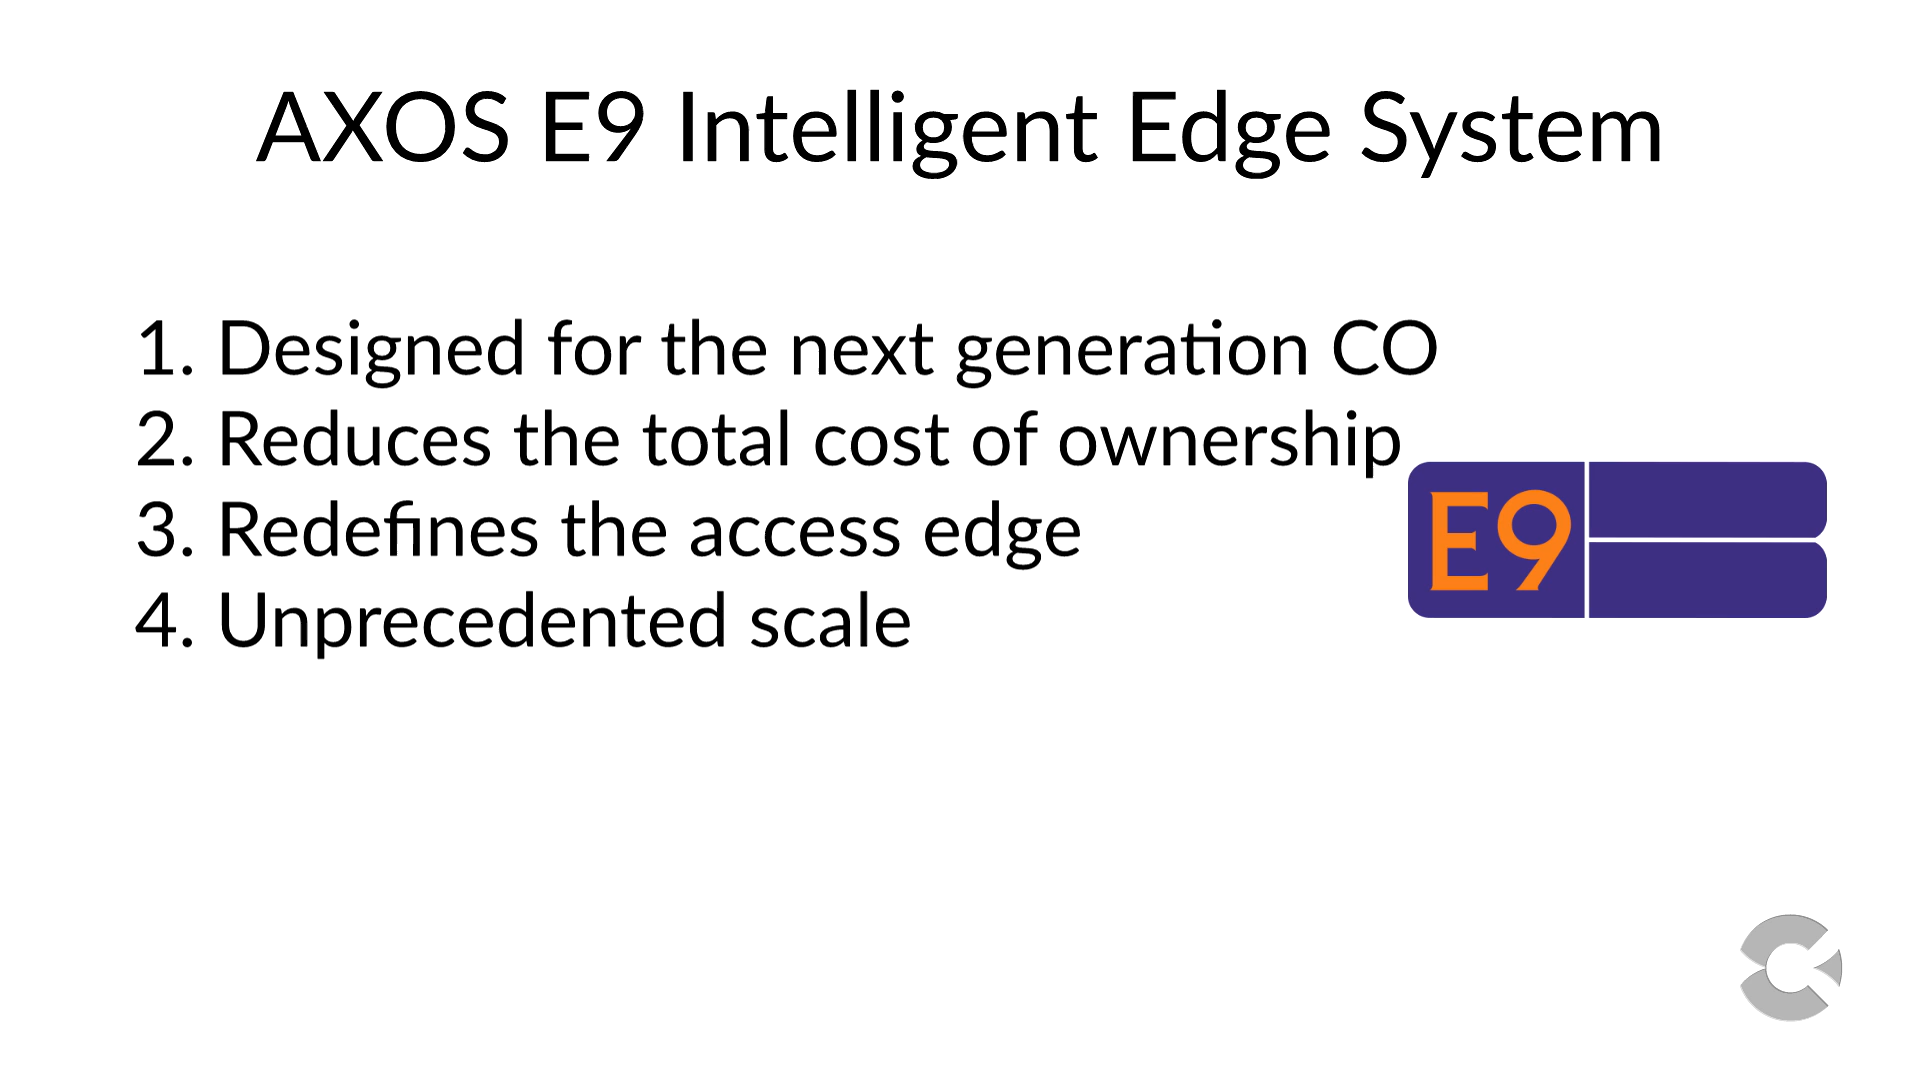 AXOS E9 Intelligent Edge System
1. Designed for the next generation CO
2. Reduces the total cost of ownership
3. Redefines the access edge
4. Unprecedented scale
E9